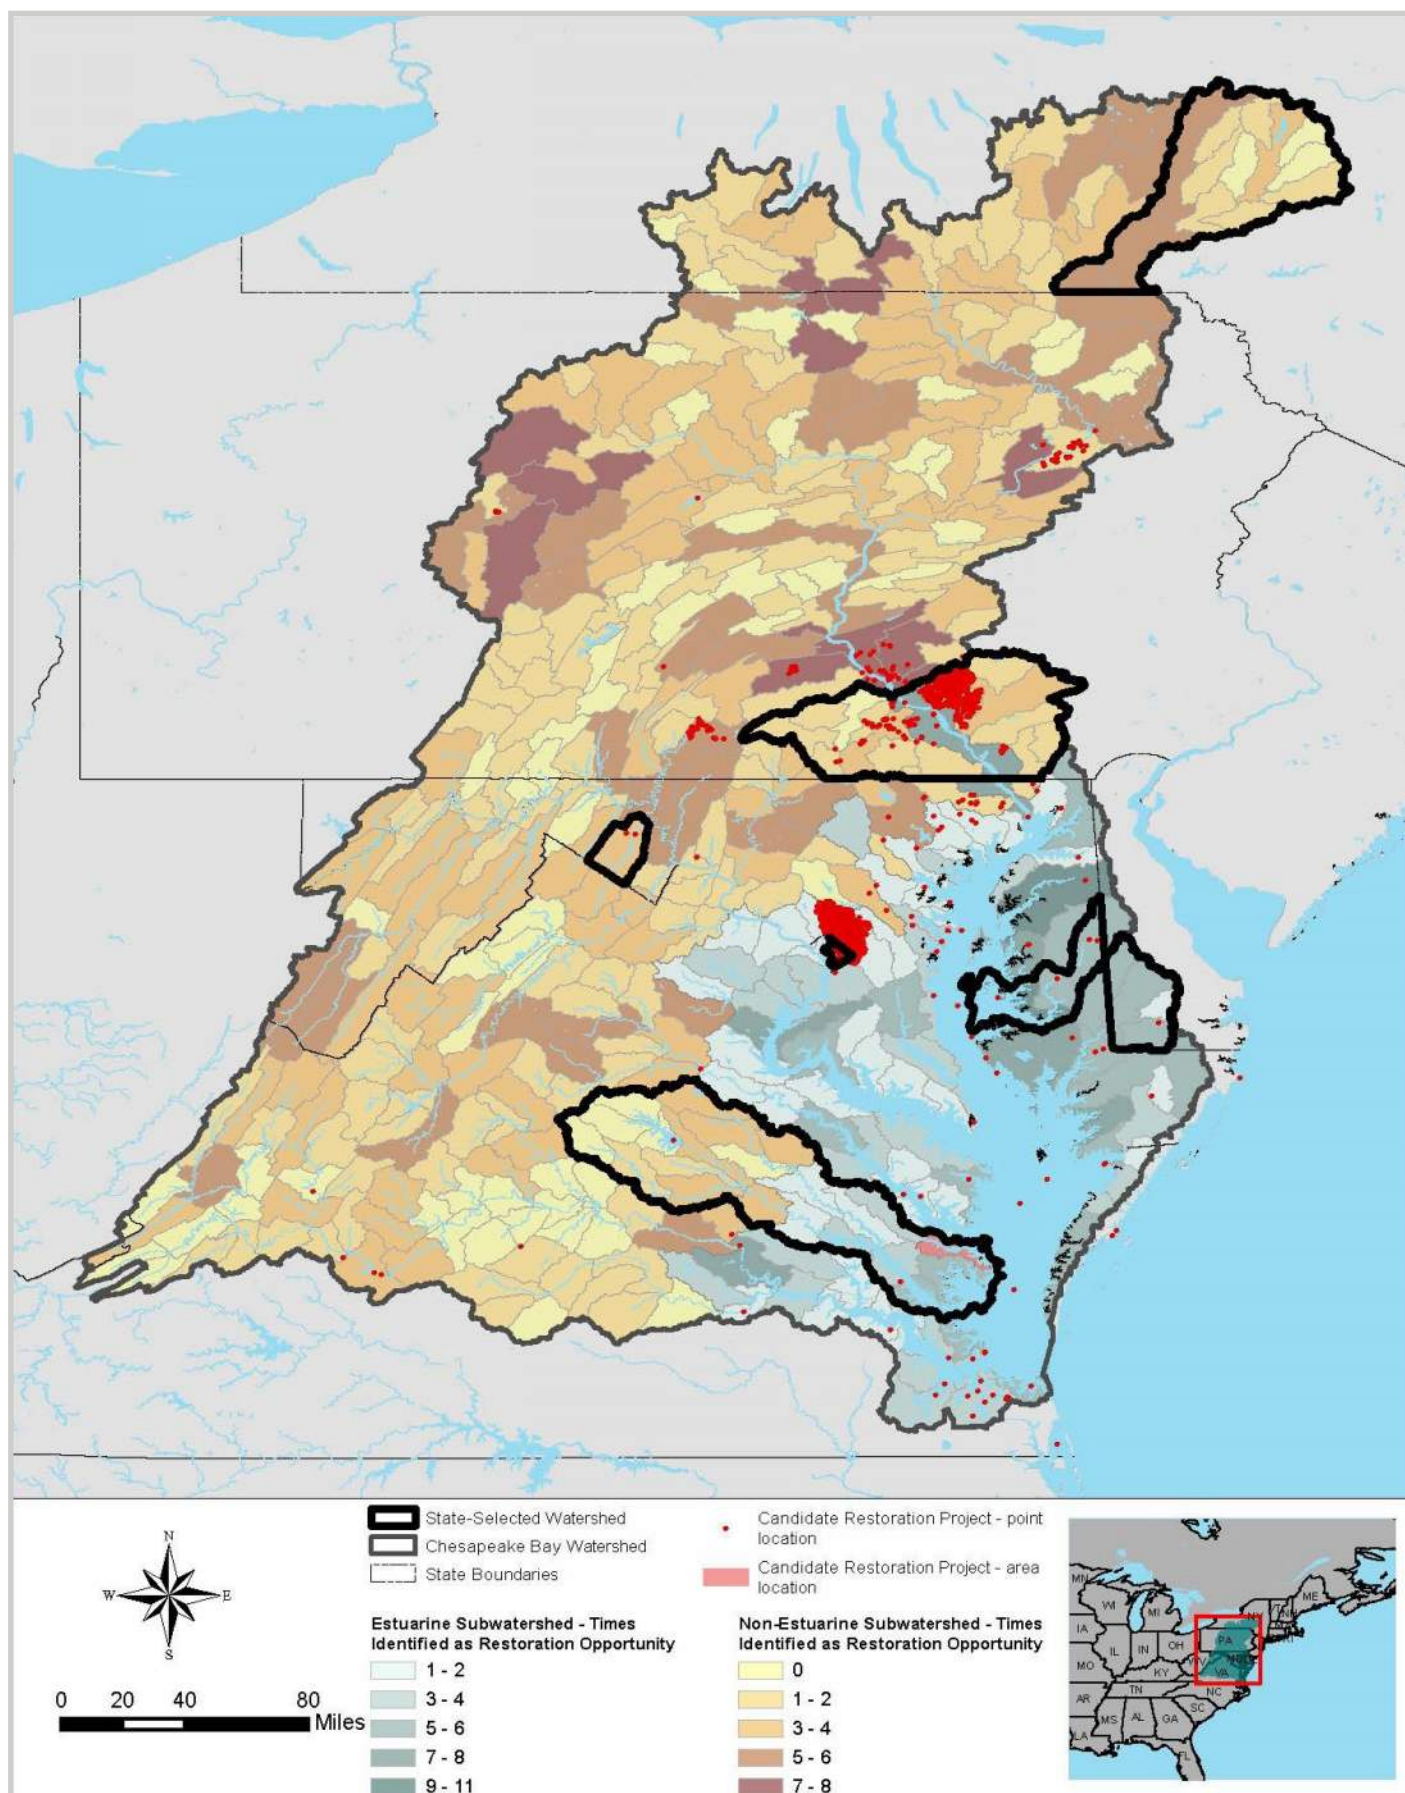 N
W
E
S
0 20 40 80
Miles
State-Selected Watershed
Chesapeake Bay Watershed
State Boundaries
Candidate Restoration Project - point
location
Candidate Restoration Project - area
location
Estuarine Subwatershed - Times
Identified as Restoration Opportunity
1 - 2
3 - 4
5 - 6
7 - 8
9 - 11
Non-Estuarine Subwatershed - Times
Identified as Restoration Opportunity
0
1 - 2
3 - 4
5 - 6
7 - 8
MN
WI
MI
ME
NY
IA
IL
IN
OH
PA
MO
KY
VA
TN
NC
AR
MS
AL
GA
SC
LA
FL